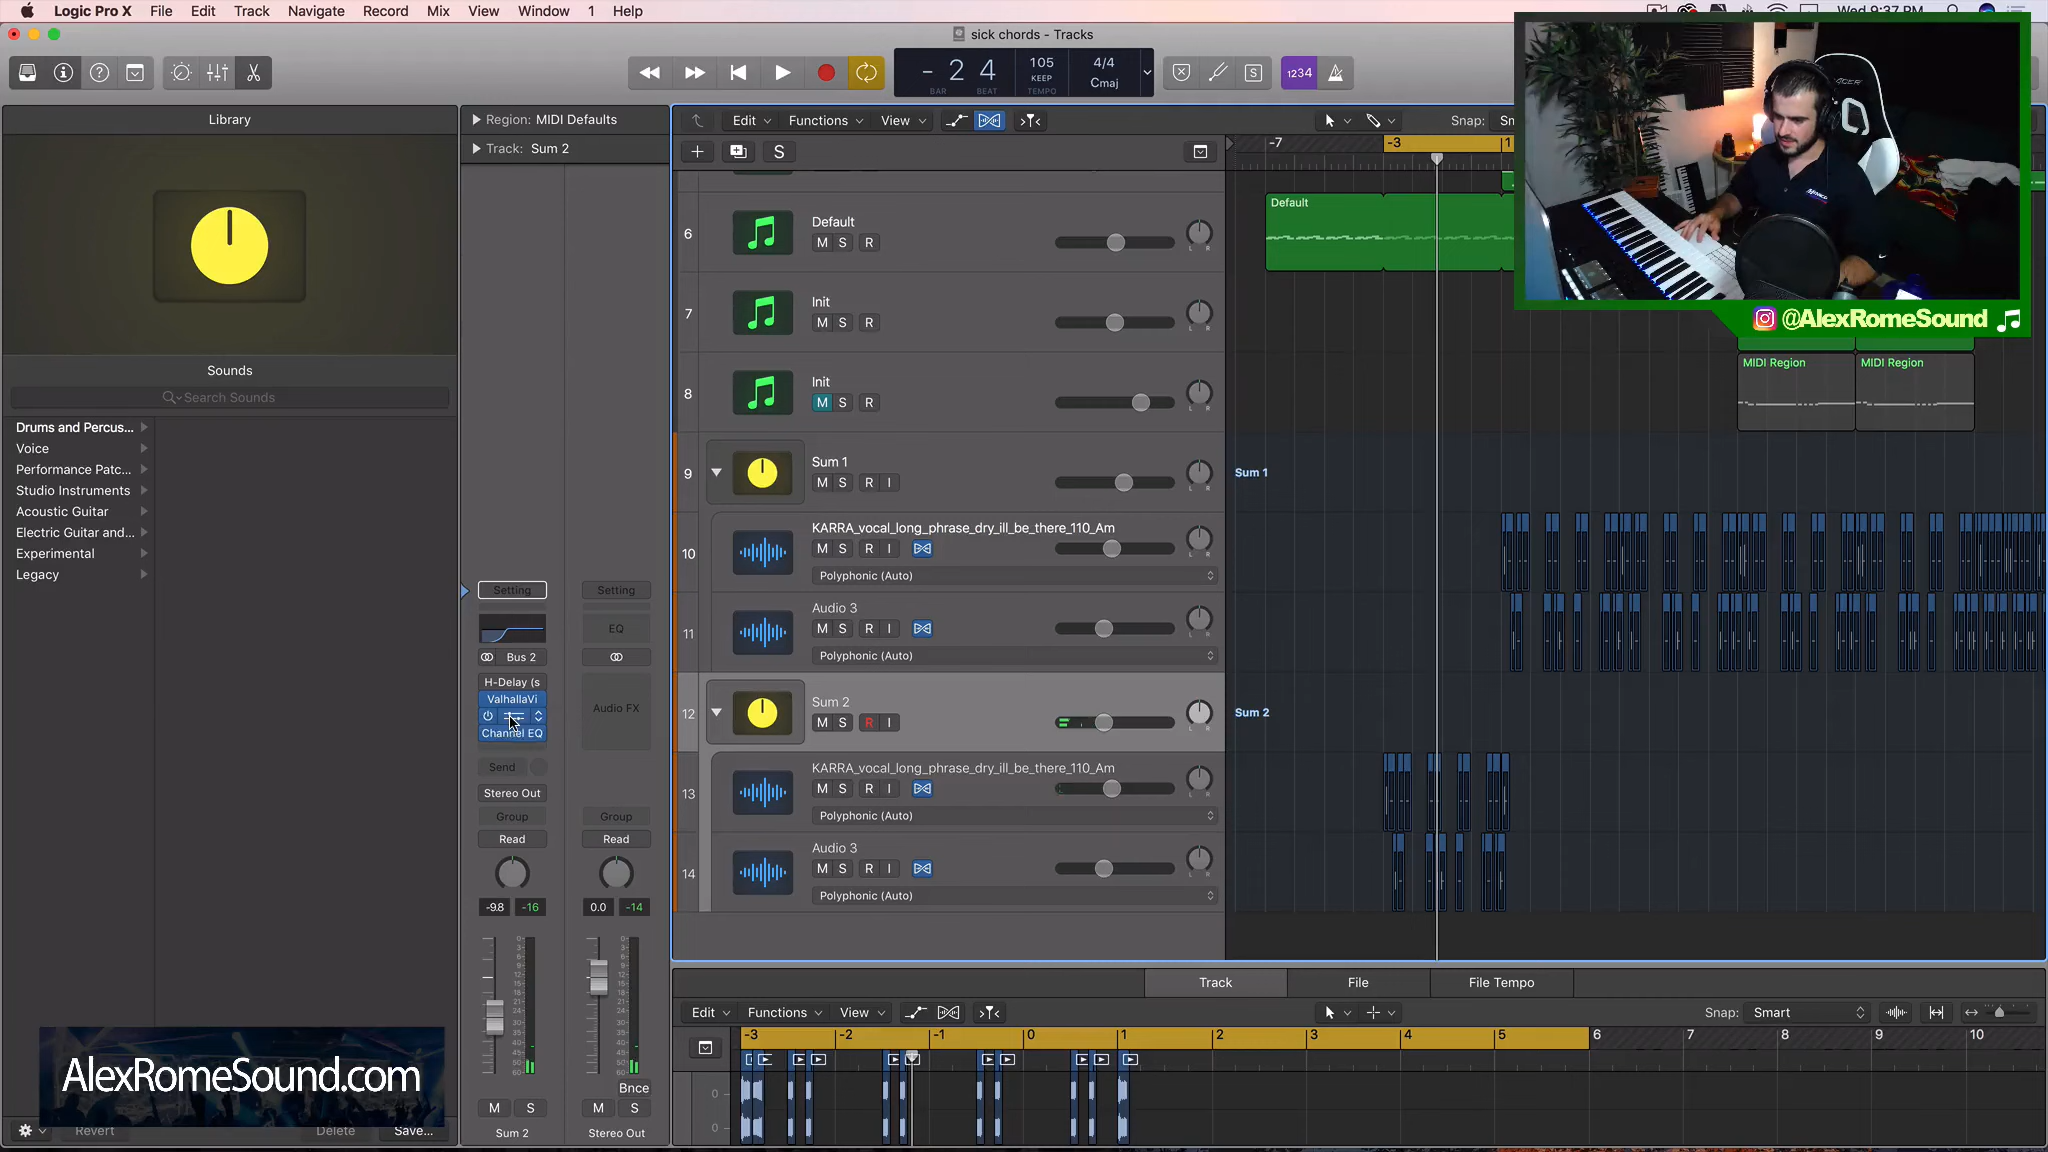 Logic Pro X File Edit Track Navigate Record Mix View Window 1 Help
Wed 9:37 PM
sick chords - Tracks
- 2 4
BAR BEAT
105
KEEP
TEMPO
4/4
Cmaj
S
1234
Library
Sounds
Search Sounds
Drums and Percus...
Voice
Performance Patc...
Studio Instruments
Acoustic Guitar
Electric Guitar and...
Experimental
Legacy
Revert Delete Save...
AlexRomeSound.com
Region: MIDI Defaults
Track: Sum 2
Setting
Bus 2
H-Delay (s
ValhallaVi
Channel EQ
Send
Stereo Out
Group
Read
-9.8 -16
M S
Sum 2
Setting
EQ
Audio FX
Group
Read
0.0 -14
Bnce
M S
Stereo Out
Edit Functions View
Snap: Sn
S
-7 -3 1
6 Default
M S R
7 Init
M S R
8 Init
M S R
9 Sum 1
M S R I
10 KARRA_vocal_long_phrase_dry_ill_be_there_110_Am
M S R I
Polyphonic (Auto)
11 Audio 3
M S R I
Polyphonic (Auto)
12 Sum 2
M S R I
13 KARRA_vocal_long_phrase_dry_ill_be_there_110_Am
M S R I
Polyphonic (Auto)
14 Audio 3
M S R I
Polyphonic (Auto)
Default
MIDI Region MIDI Region
Sum 1
Sum 2
@AlexRomeSound
Track File File Tempo
Edit Functions View
Snap: Smart
-3 -2 -1 0 1 2 3 4 5 6 7 8 9 10